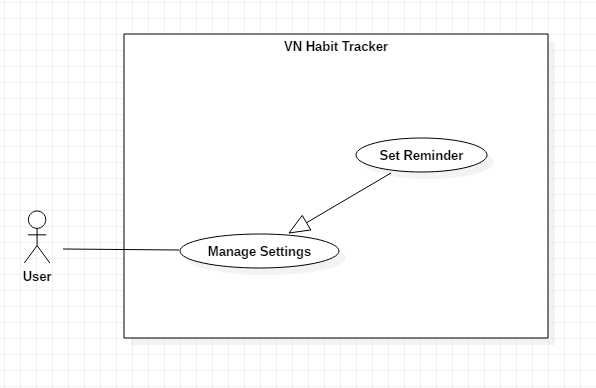 VN Habit Tracker
Set Reminder
Manage Settings
User